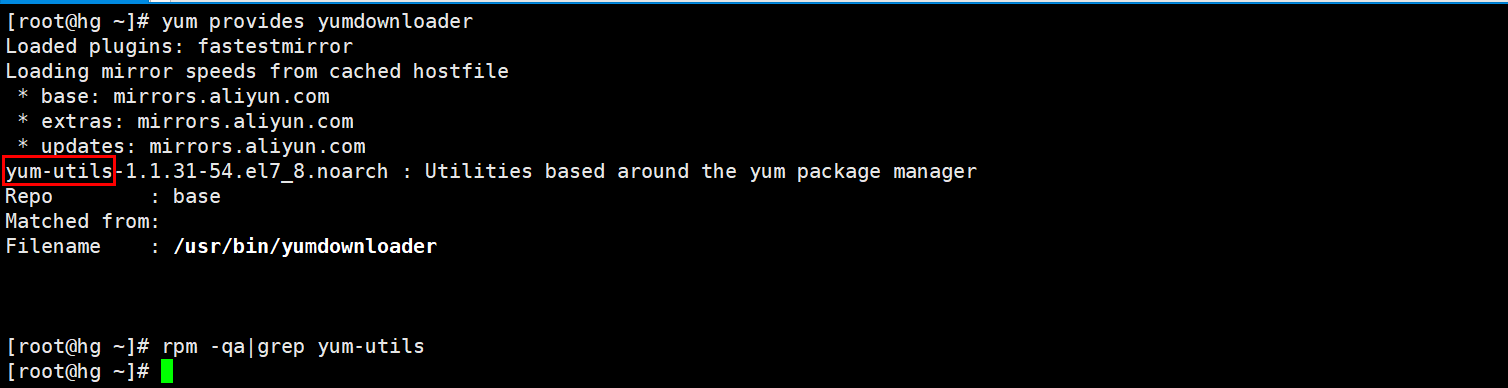 [root@hg ~]# yum provides yumdownloader
Loaded plugins: fastestmirror
Loading mirror speeds from cached hostfile
 * base: mirrors.aliyun.com
 * extras: mirrors.aliyun.com
 * updates: mirrors.aliyun.com
yum-utils-1.1.31-54.el7_8.noarch : Utilities based around the yum package manager
Repo        : base
Matched from:
Filename    : /usr/bin/yumdownloader
[root@hg ~]# rpm -qa|grep yum-utils
[root@hg ~]#